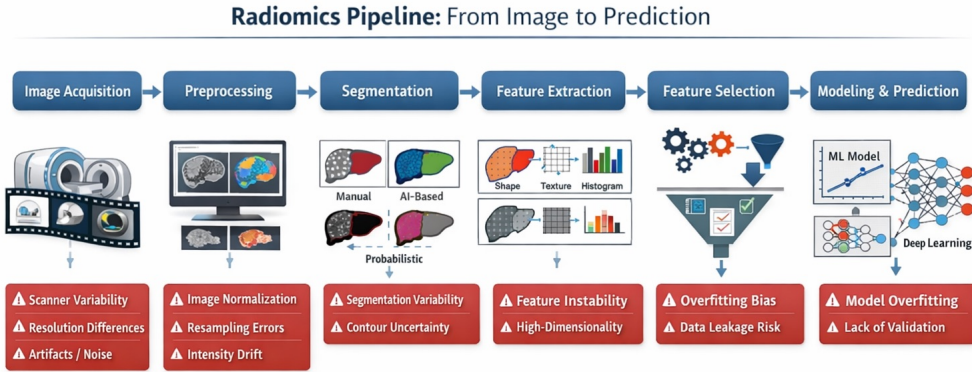 Radiomics Pipeline: From Image to Prediction
Image Acquisition
Preprocessing
Segmentation
Feature Extraction
Feature Selection
Modeling & Prediction
Manual
AI-Based
Probabilistic
Shape
Texture
Histogram
ML Model
Deep Learning
Scanner Variability
Resolution Differences
Artifacts / Noise
Image Normalization
Resampling Errors
Intensity Drift
Segmentation Variability
Contour Uncertainty
Feature Instability
High-Dimensionality
Overfitting Bias
Data Leakage Risk
Model Overfitting
Lack of Validation